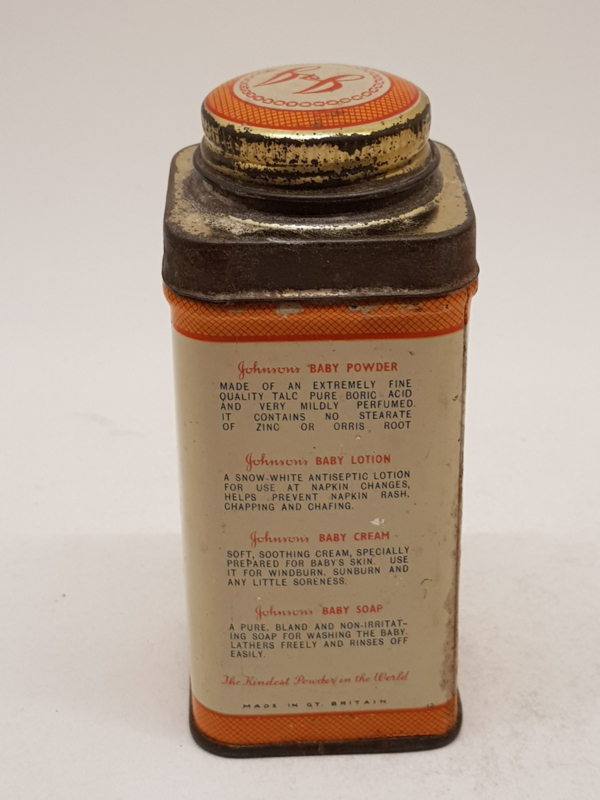 J&J
Johnson's BABY POWDER
MADE OF AN EXTREMELY FINE
QUALITY TALC PURE BORIC ACID
AND VERY MILDLY PERFUMED.
IT CONTAINS NO STEARATE
OF ZINC OR ORRIS ROOT
Johnson's BABY LOTION
A SNOW-WHITE ANTISEPTIC LOTION
FOR USE AT NAPKIN CHANGES,
HELPS PREVENT NAPKIN RASH,
CHAPPING AND CHAFING.
Johnson's BABY CREAM
SOFT, SOOTHING CREAM, SPECIALLY
PREPARED FOR BABY'S SKIN. USE
IT FOR WINDBURN, SUNBURN AND
ANY LITTLE SORENESS.
Johnson's BABY SOAP
A PURE, BLAND AND NON-IRRITAT-
ING SOAP FOR WASHING THE BABY.
LATHERS FREELY AND RINSES OFF
EASILY.
The Kindest Powder in the World
MADE IN GT. BRITAIN